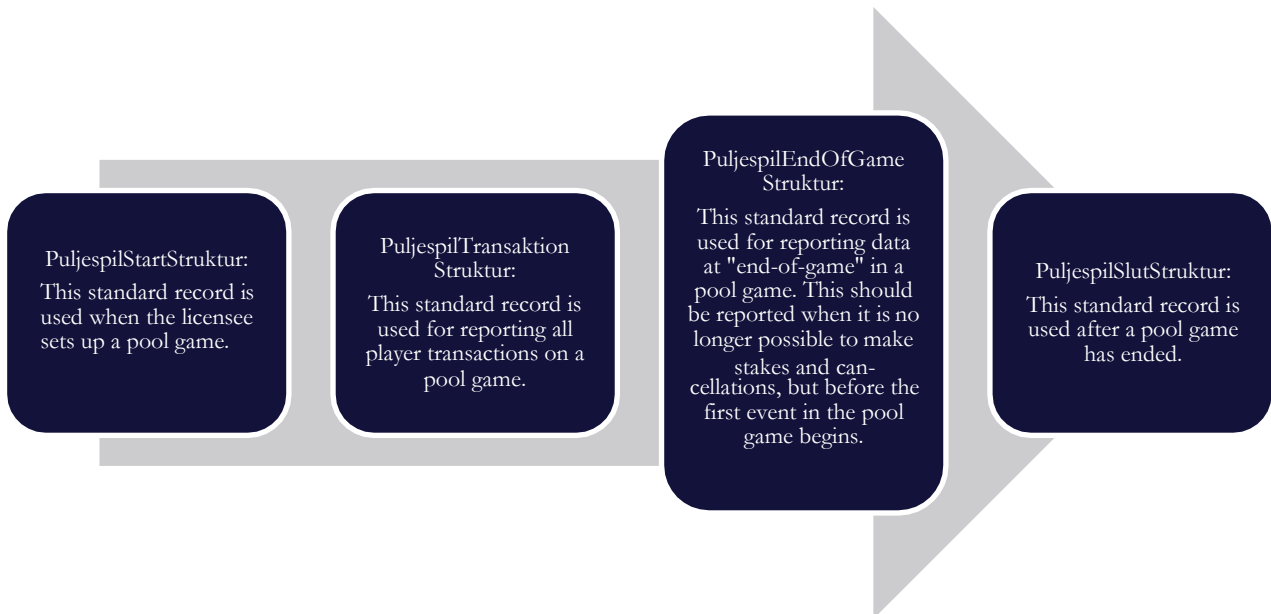 PuljespilStartStruktur:
This standard record is
used when the licensee
sets up a pool game.
PuljespilTransaktion
Struktur:
This standard record is
used for reporting all
player transactions on a
pool game.
PuljespilEndOfGame
Struktur:
This standard record is
used for reporting data
at "end-of-game" in a
pool game. This should
be reported when it is no
longer possible to make
stakes and can-
cellations, but before the
first event in the pool
game begins.
PuljespilSlutStruktur:
This standard record is
used after a pool game
has ended.